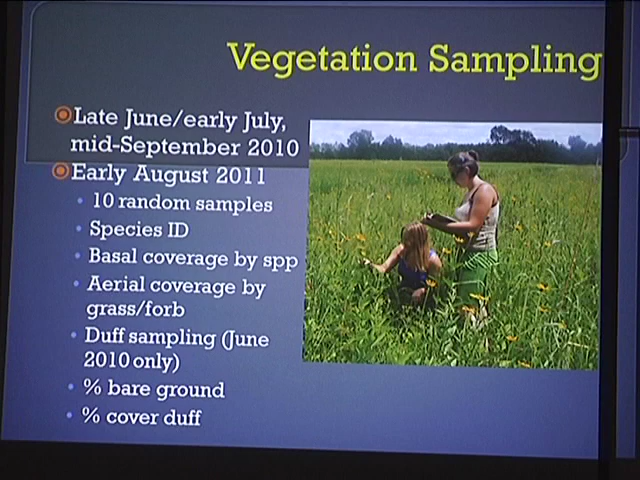 Vegetation Sampling
Late June/early July,
mid-September 2010
Early August 2011
10 random samples
Species ID
Basal coverage by spp
Aerial coverage by
grass/forb
Duff sampling (June
2010 only)
% bare ground
% cover duff